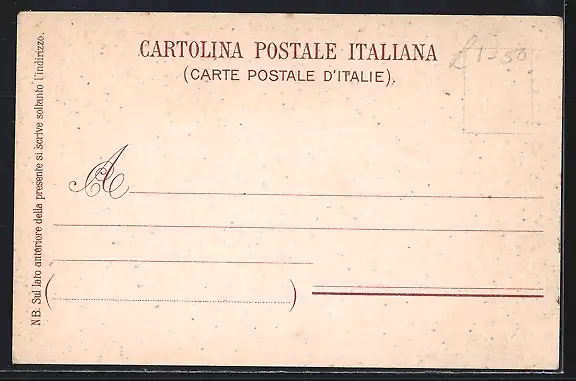 CARTOLINA POSTALE ITALIANA
(CARTE POSTALE D'ITALIE).
A
NB. Sul lato anteriore della presente si scrive soltanto l'indirizzo.